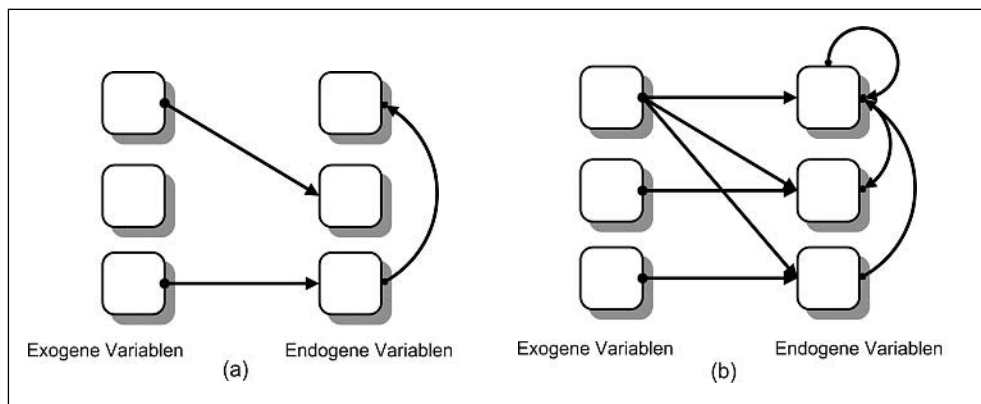 Exogene Variablen
Endogene Variablen
(a)
Exogene Variablen
Endogene Variablen
(b)